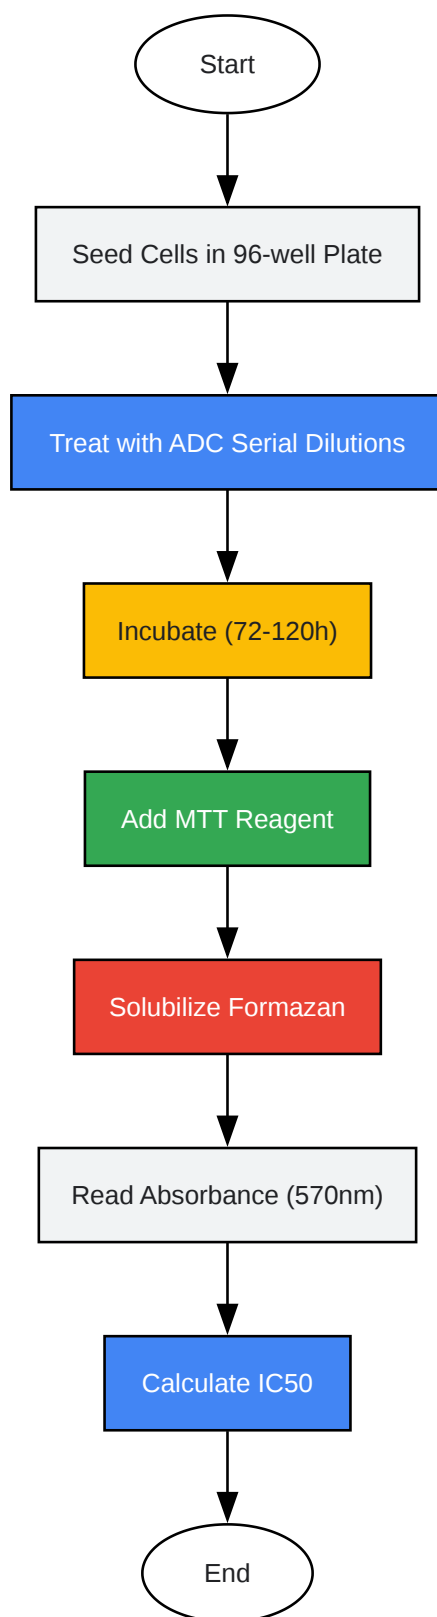 Start
Seed Cells in 96-well Plate
Treat with ADC Serial Dilutions
Incubate (72-120h)
Add MTT Reagent
Solubilize Formazan
Read Absorbance (570nm)
Calculate IC50
End